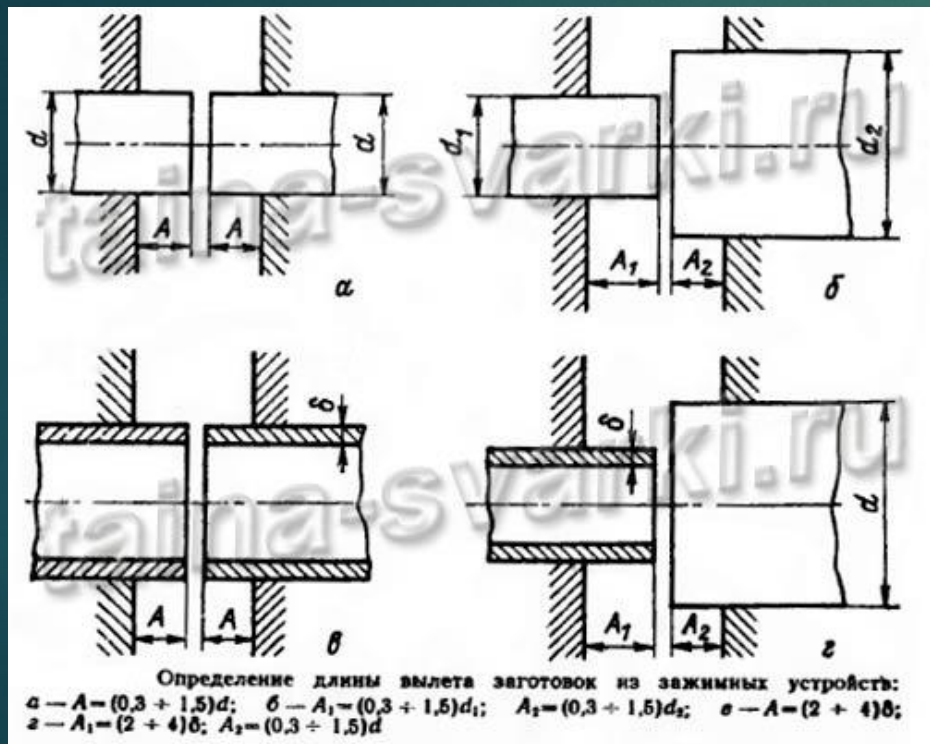 d
d
A
A
а
d₁
d₂
A₁
A₂
б
δ
A
A
в
δ
d
A₁
A₂
г
taina-svarki.ru
taina-svarki.ru
Определение длины вылета заготовок из зажимных устройств:
а — A = (0,3 ÷ 1,5)d; б — A₁ = (0,3 ÷ 1,5)d₁; A₂ = (0,3 ÷ 1,5)d₂; в — A = (2 ÷ 4)δ;
г — A₁ = (2 ÷ 4)δ; A₂ = (0,3 ÷ 1,5)d